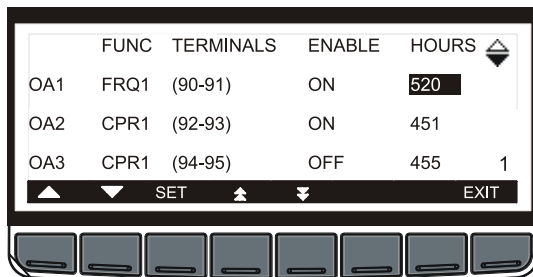 FUNC TERMINALS ENABLE HOURS
OA1 FRQ1 (90-91) ON 520
OA2 CPR1 (92-93) ON 451
OA3 CPR1 (94-95) OFF 455 1
SET EXIT